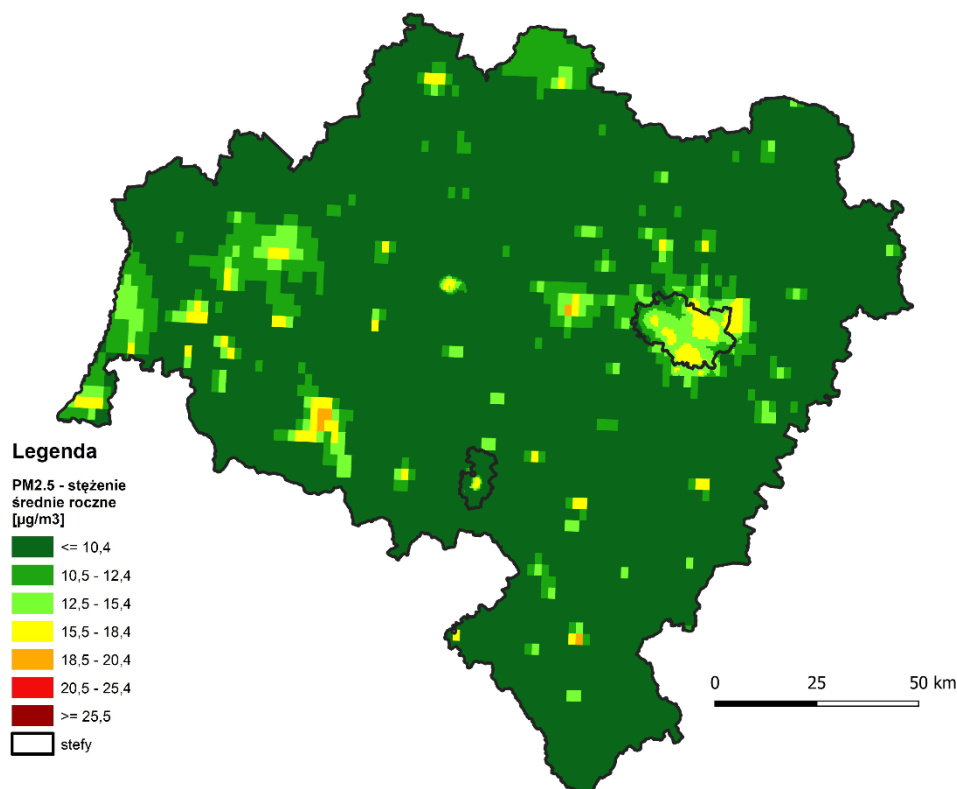 Legenda
PM2.5 - stężenie
średnie roczne
[µg/m3]
<= 10,4
10,5 - 12,4
12,5 - 15,4
15,5 - 18,4
18,5 - 20,4
20,5 - 25,4
>= 25,5
stefy
0 25 50 km